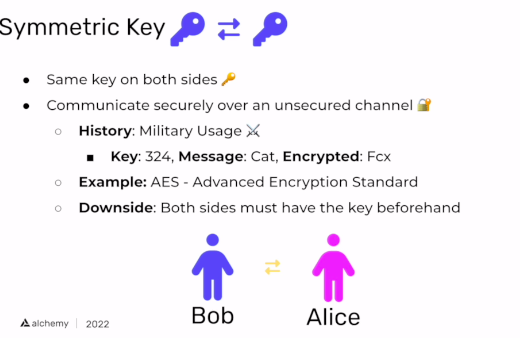 Symmetric Key
Same key on both sides
Communicate securely over an unsecured channel
History: Military Usage
Key: 324, Message: Cat, Encrypted: Fcx
Example: AES - Advanced Encryption Standard
Downside: Both sides must have the key beforehand
Bob
Alice
alchemy | 2022